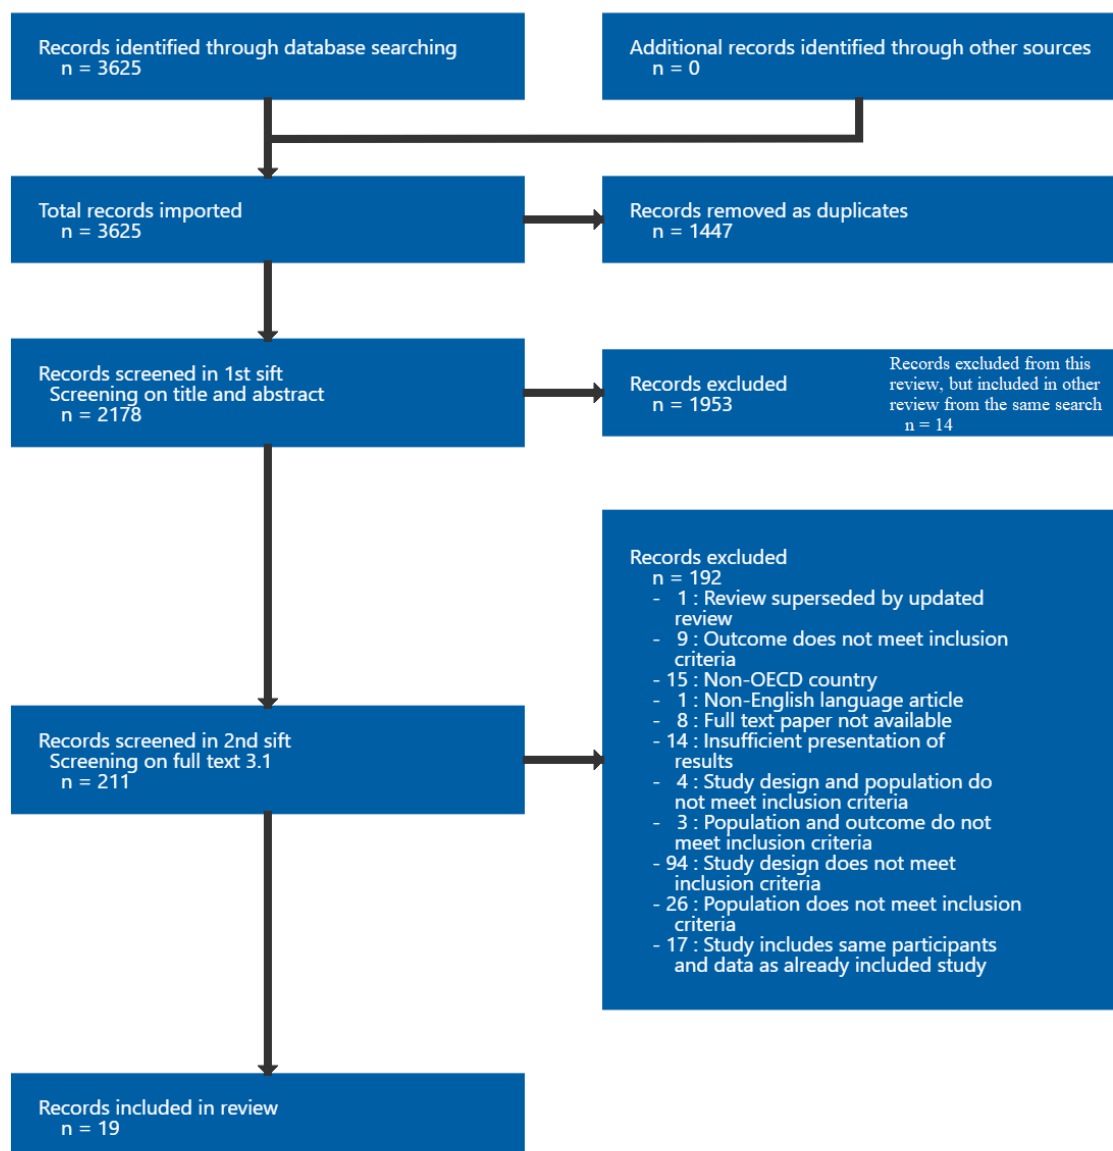 Records identified through database searching
n = 3625
Additional records identified through other sources
n = 0
Total records imported
n = 3625
Records removed as duplicates
n = 1447
Records screened in 1st sift
Screening on title and abstract
n = 2178
Records excluded
n = 1953
Records excluded from this
review, but included in other
review from the same search
n = 14
Records screened in 2nd sift
Screening on full text 3.1
n = 211
Records excluded
n = 192
- 1 : Review superseded by updated
review
- 9 : Outcome does not meet inclusion
criteria
- 15 : Non-OECD country
- 1 : Non-English language article
- 8 : Full text paper not available
- 14 : Insufficient presentation of
results
- 4 : Study design and population do
not meet inclusion criteria
- 3 : Population and outcome do not
meet inclusion criteria
- 94 : Study design does not meet
inclusion criteria
- 26 : Population does not meet inclusion
criteria
- 17 : Study includes same participants
and data as already included study
Records included in review
n = 19